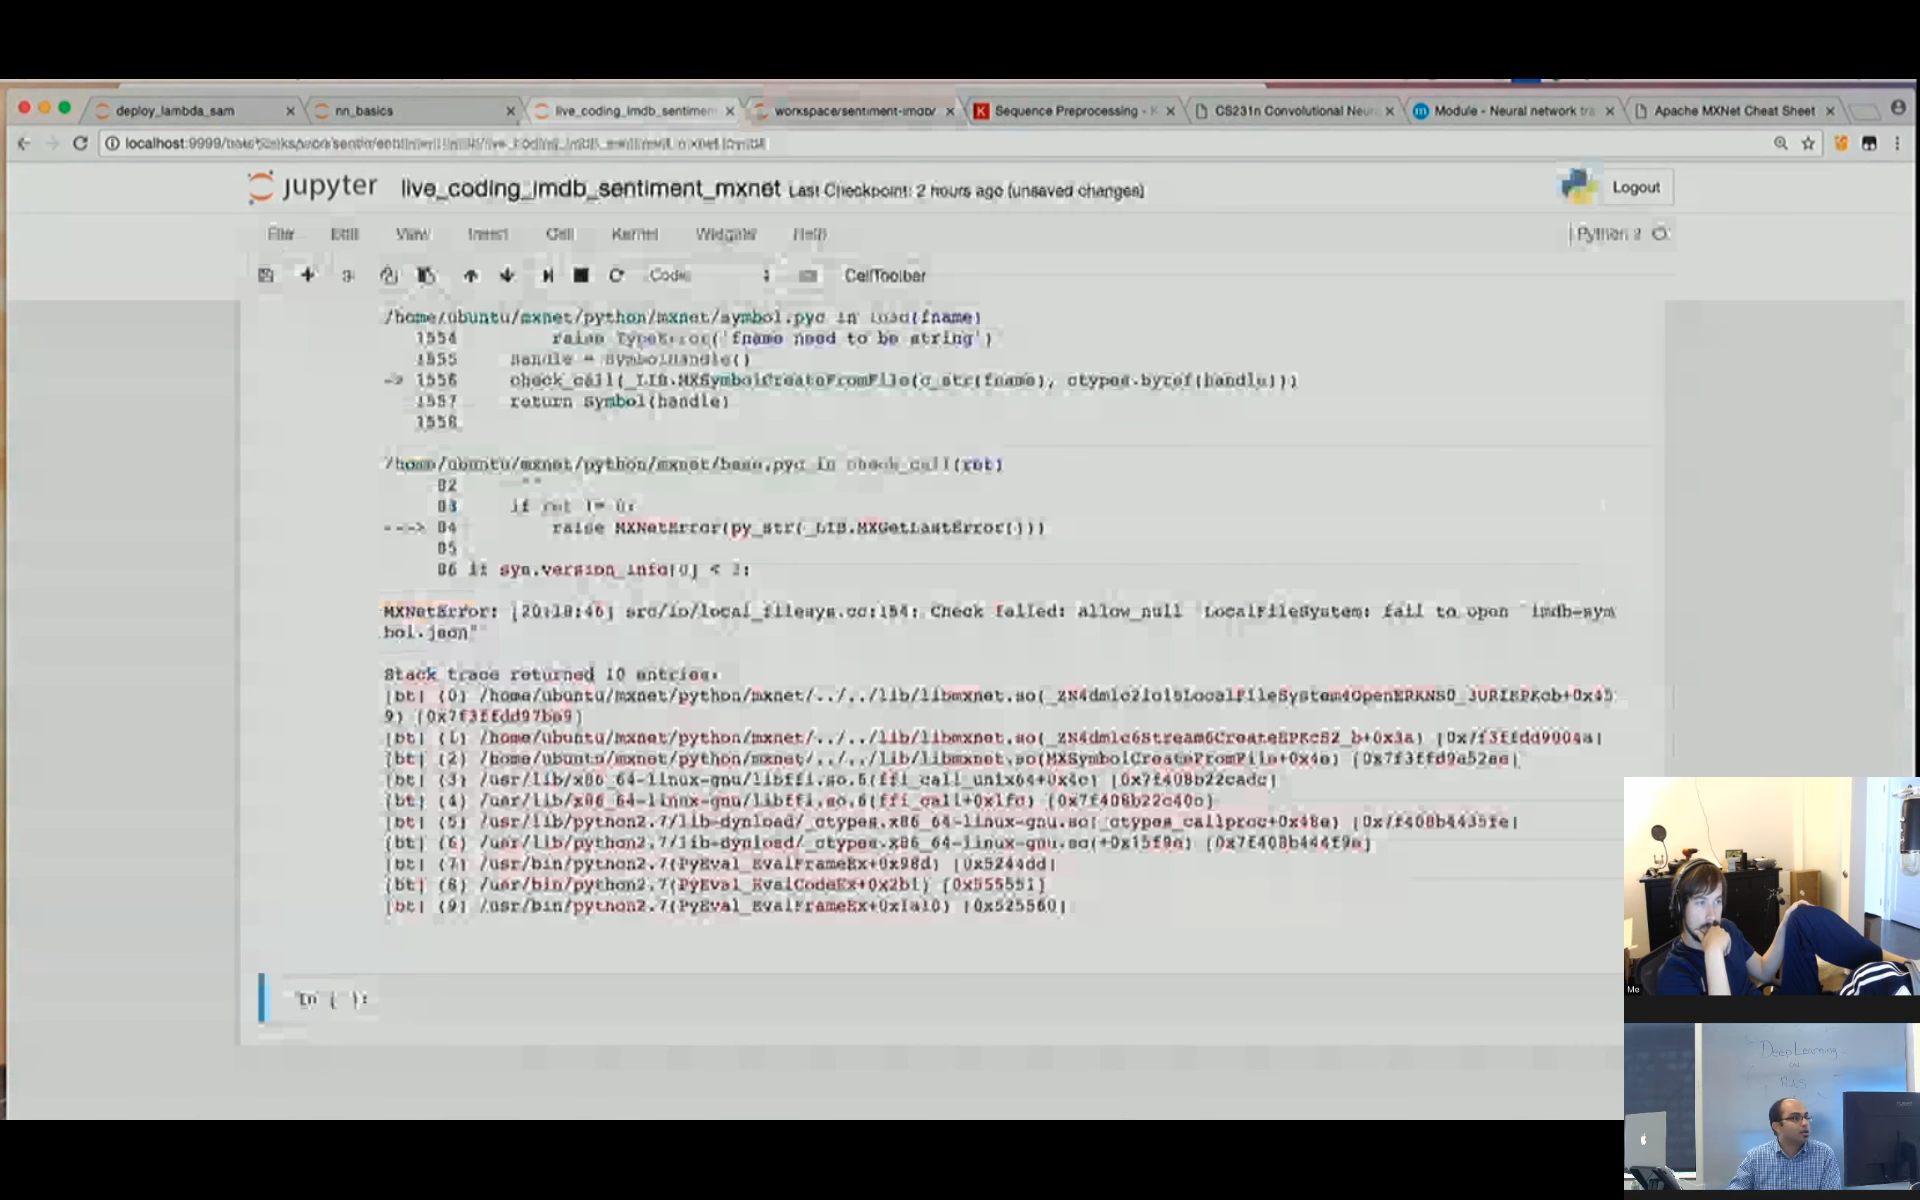 deploy_lambda_sam
nn_basics
live_coding_imdb_sentimen
workspace/sentiment-imdb/
Sequence Preprocessing - K
CS231n Convolutional Neura
Module - Neural network tra
Apache MXNet Cheat Sheet
localhost:9999/
jupyter live_coding_imdb_sentiment_mxnet Last Checkpoint: 2 hours ago (unsaved changes)
Logout
File Edit View Insert Cell Kernel Widgets Help
Python 2
Code CellToolbar
/home/ubuntu/mxnet/python/mxnet/symbol.pyc in load(fname)
1554 raise TypeError('fname need to be string')
1555 handle = SymbolHandle()
-> 1556 check_call(_LIB.MXSymbolCreateFromFile(c_str(fname), ctypes.byref(handle)))
1557 return Symbol(handle)
1558
/home/ubuntu/mxnet/python/mxnet/base.pyc in check_call(ret)
82 """
83 if ret != 0:
---> 84 raise MXNetError(py_str(_LIB.MXGetLastError()))
85
86 if sys.version_info[0] < 3:
MXNetError: [20:18:46] src/io/local_filesys.cc:154: Check failed: allow_null LocalFileSystem: fail to open "imdb-sym
bol.json"
Stack trace returned 10 entries:
[bt] (0) /home/ubuntu/mxnet/python/mxnet/../../lib/libmxnet.so(
[bt] (1) /home/ubuntu/mxnet/python/mxnet/../../lib/libmxnet.so(
[bt] (2) /home/ubuntu/mxnet/python/mxnet/../../lib/libmxnet.so(MXSymbolCreateFromFile+0x4e)
[bt] (3) /usr/lib/x86_64-linux-gnu/libffi.so.6(ffi_call_unix64+0x4c) [0x7f408b22cadc]
[bt] (4) /usr/lib/x86_64-linux-gnu/libffi.so.6(ffi_call+0x1fc) [0x7f408b22c40c]
[bt] (5) /usr/lib/python2.7/lib-dynload/_ctypes.x86_64-linux-gnu.so(_ctypes_callproc+0x48e) [0x7f408b4435fe]
[bt] (6) /usr/lib/python2.7/lib-dynload/_ctypes.x86_64-linux-gnu.so(+0x15f9e) [0x7f408b444f9e]
[bt] (7) /usr/bin/python2.7(PyEval_EvalFrameEx+0x98d) [0x5244dd]
[bt] (8) /usr/bin/python2.7(PyEval_EvalCodeEx+0x2b1) [0x555551]
[bt] (9) /usr/bin/python2.7(PyEval_EvalFrameEx+0x1a10) [0x525560]
In [ ]:
Me
Deep Learning
on
AWS